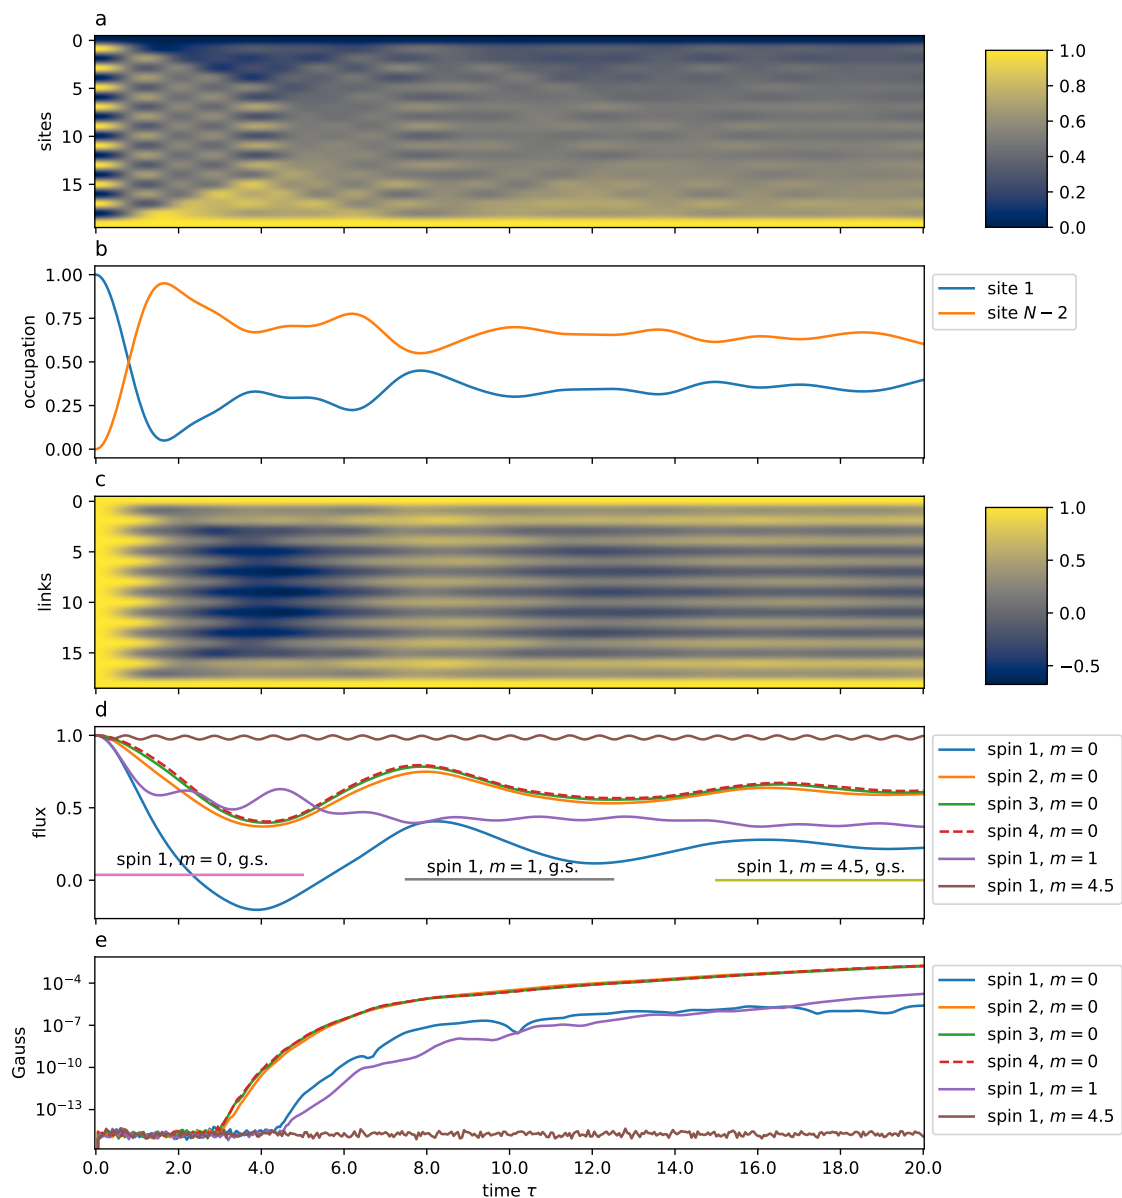 a
0
5
10
15
sites
1.0
0.8
0.6
0.4
0.2
0.0
b
1.00
0.75
0.50
0.25
0.00
occupation
site 1
site N − 2
c
0
5
10
15
links
1.0
0.5
0.0
−0.5
d
1.0
0.5
0.0
flux
spin 1, m = 0, g.s.
spin 1, m = 1, g.s.
spin 1, m = 4.5, g.s.
spin 1, m = 0
spin 2, m = 0
spin 3, m = 0
spin 4, m = 0
spin 1, m = 1
spin 1, m = 4.5
e
10⁻⁴
10⁻⁷
10⁻¹⁰
10⁻¹³
Gauss
spin 1, m = 0
spin 2, m = 0
spin 3, m = 0
spin 4, m = 0
spin 1, m = 1
spin 1, m = 4.5
0.0 2.0 4.0 6.0 8.0 10.0 12.0 14.0 16.0 18.0 20.0
time τ